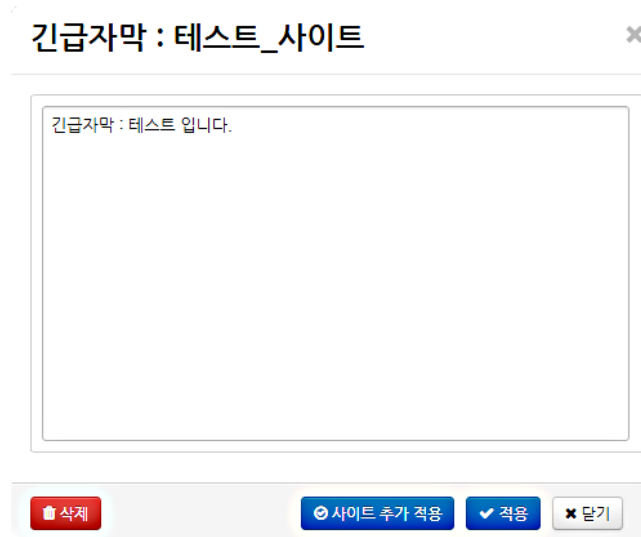 긴급자막 : 테스트_사이트
긴급자막 : 테스트 입니다.
삭제
사이트 추가 적용
적용
닫기